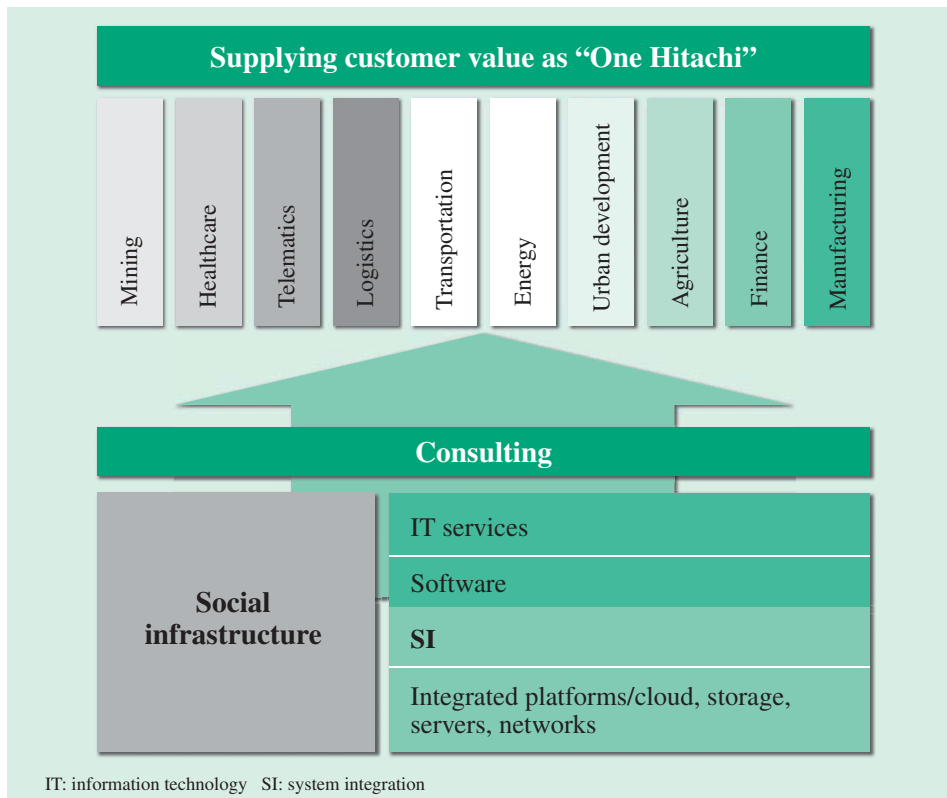 Supplying customer value as “One Hitachi”
Mining
Healthcare
Telematics
Logistics
Transportation
Energy
Urban development
Agriculture
Finance
Manufacturing
Consulting
Social
infrastructure
IT services
Software
SI
Integrated platforms/cloud, storage,
servers, networks
IT: information technology SI: system integration